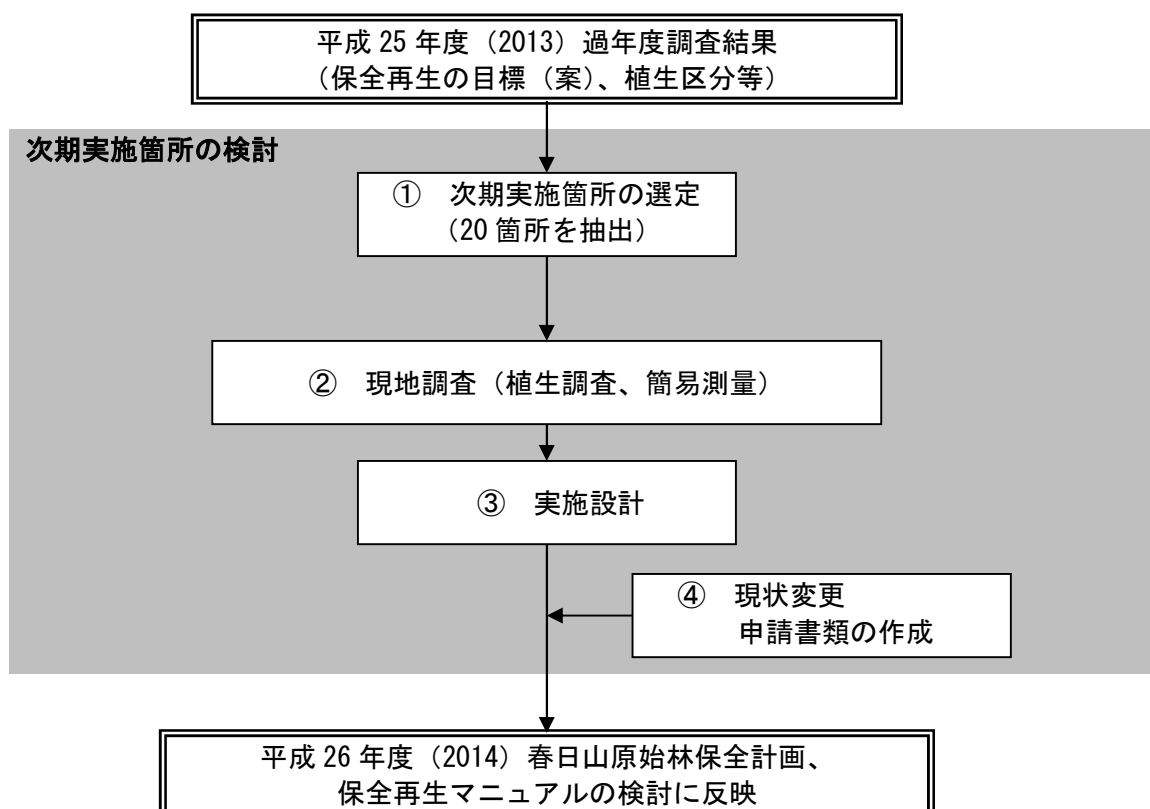 平成 25 年度（2013）過年度調査結果
（保全再生の目標（案）、植生区分等）
次期実施箇所の検討
① 次期実施箇所の選定
（20 箇所を抽出）
② 現地調査（植生調査、簡易測量）
③ 実施設計
④ 現状変更
申請書類の作成
平成 26 年度（2014）春日山原始林保全計画、
保全再生マニュアルの検討に反映